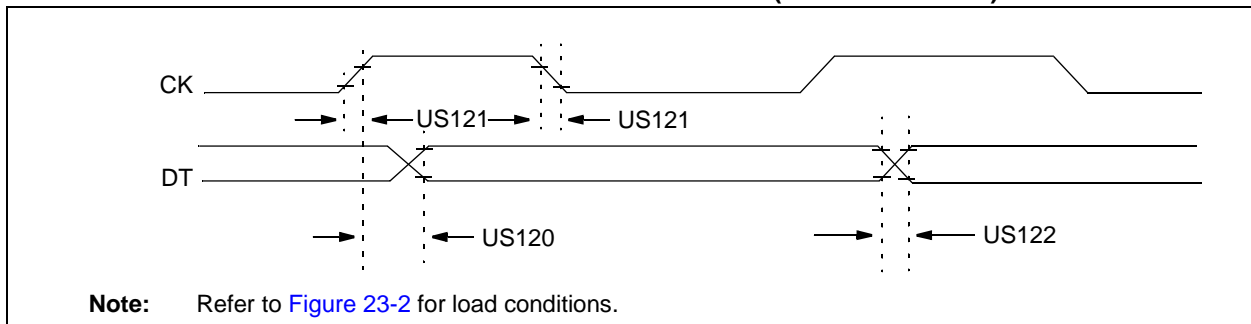 CK
US121
US121
DT
US120
US122
Note: Refer to Figure 23-2 for load conditions.